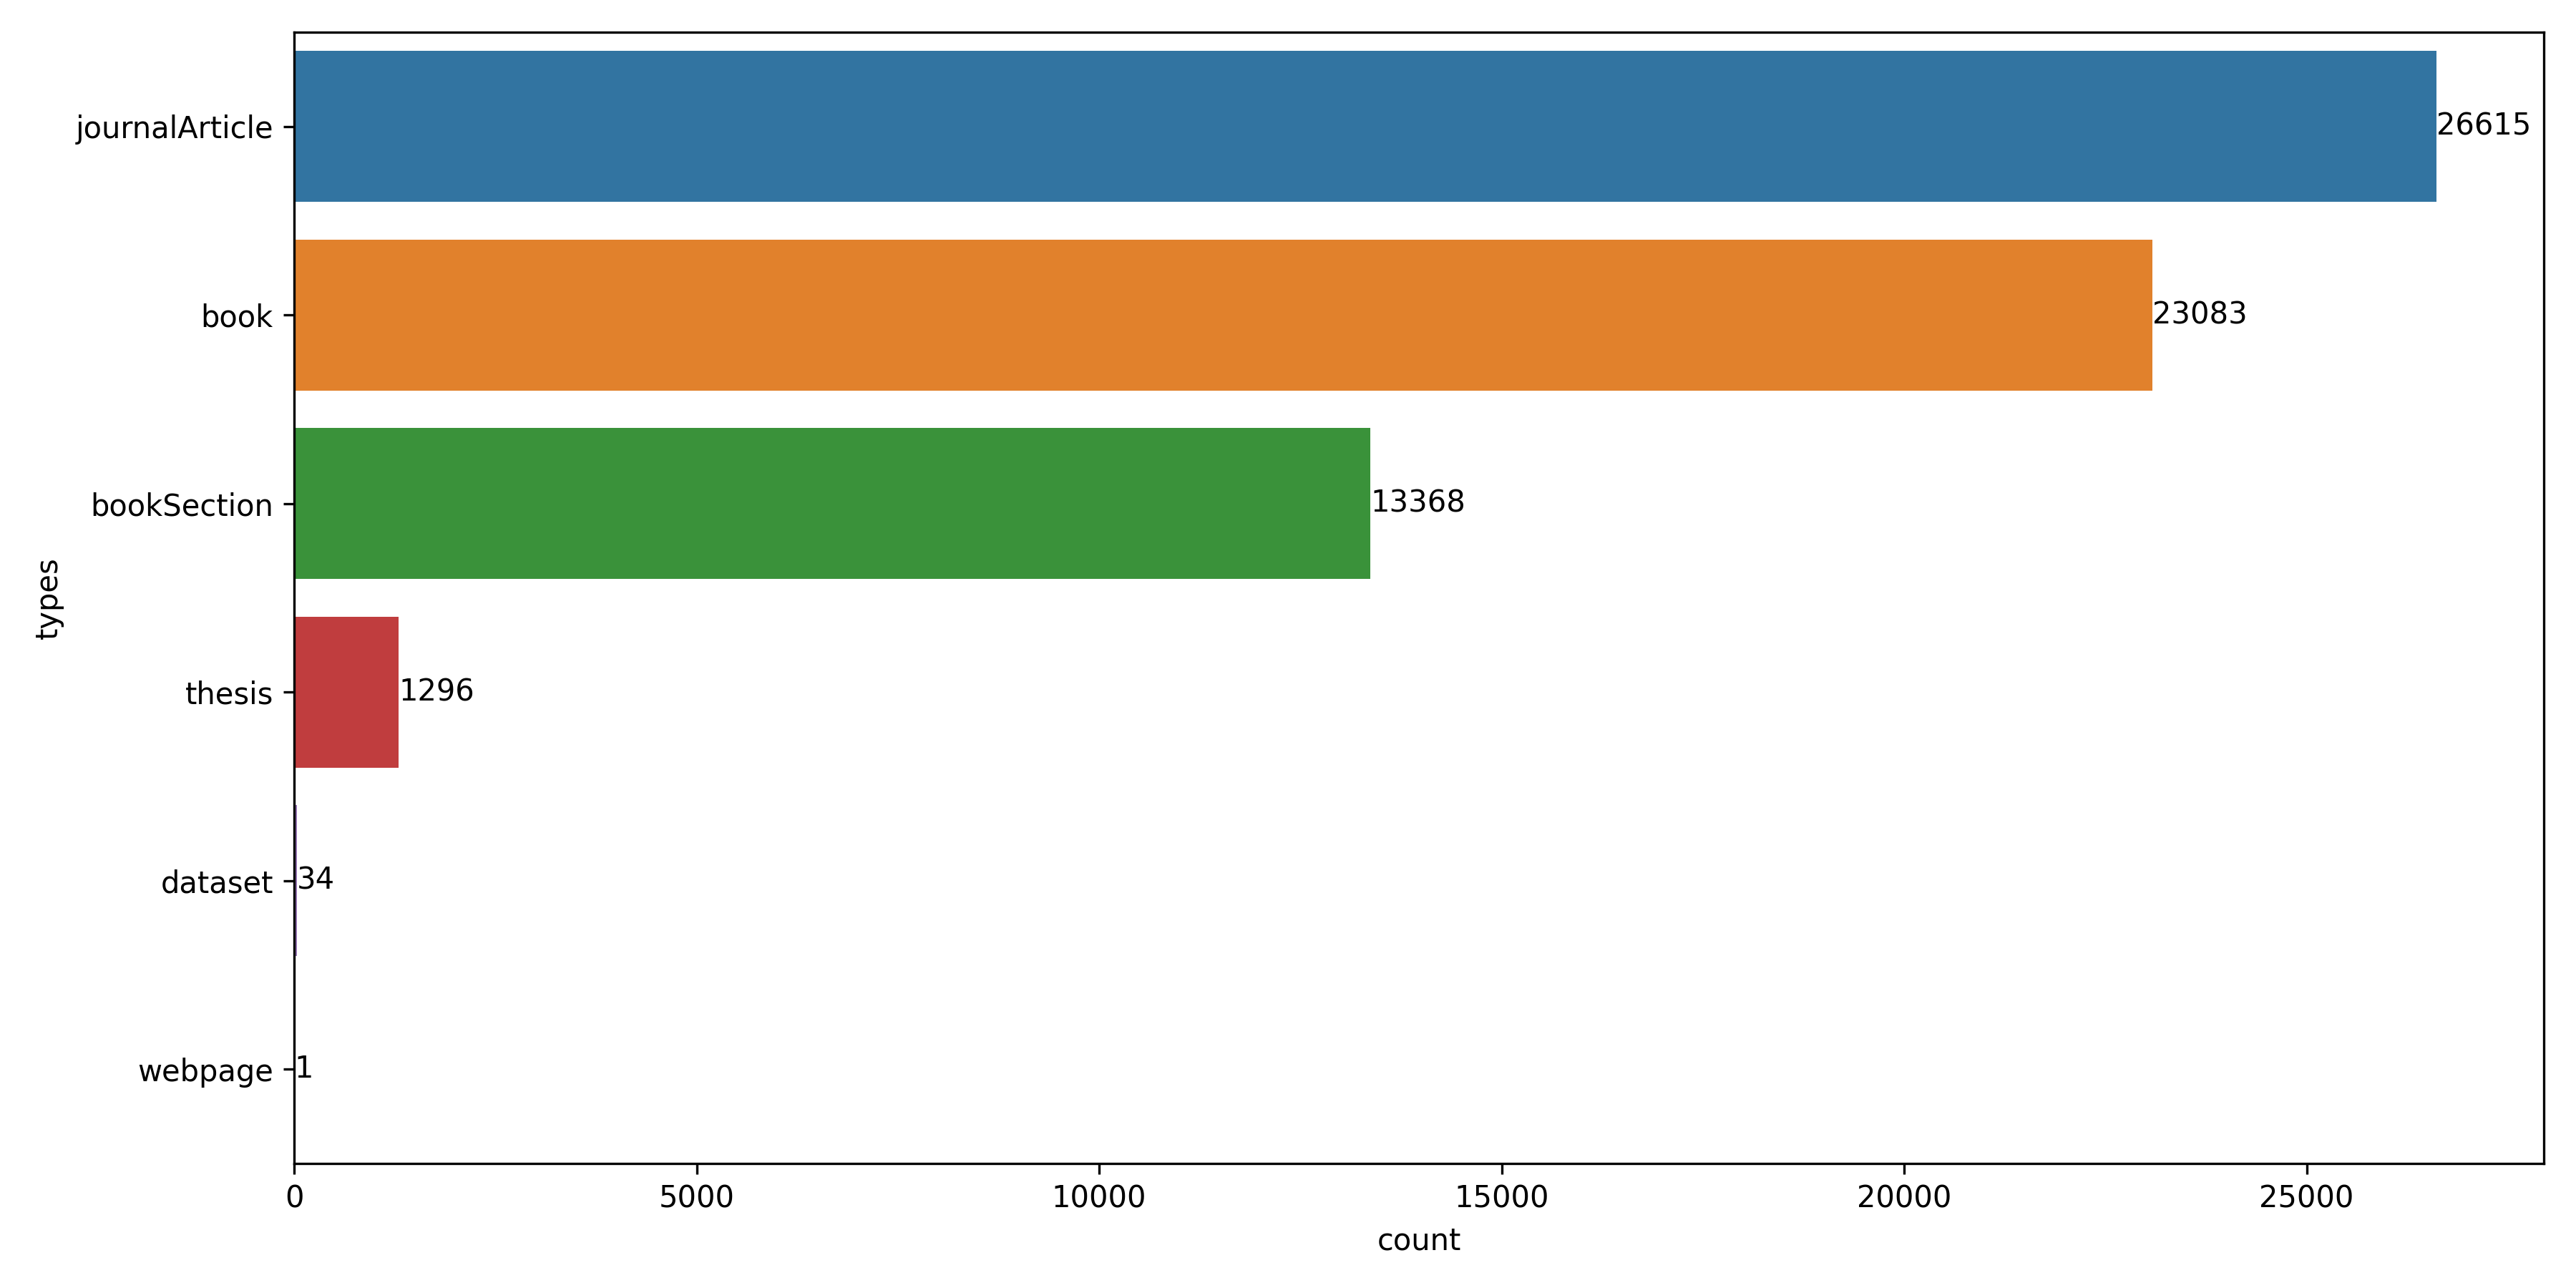 journalArticle
26615
book
23083
bookSection
13368
types
thesis
1296
dataset
34
webpage
1
0 5000 10000 15000 20000 25000
count